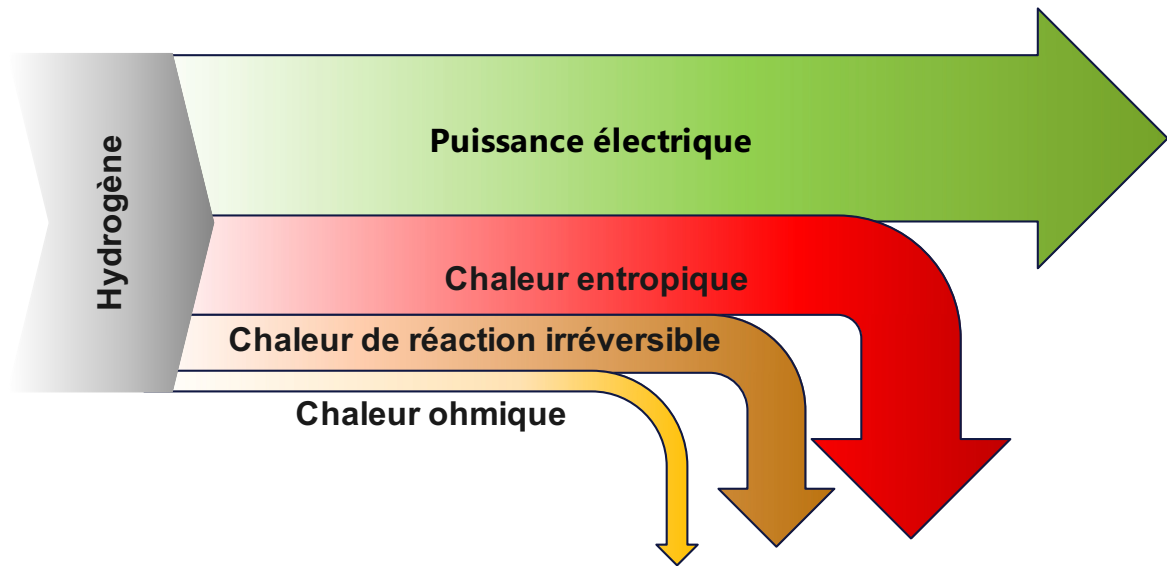 Hydrogène
Puissance électrique
Chaleur entropique
Chaleur de réaction irréversible
Chaleur ohmique